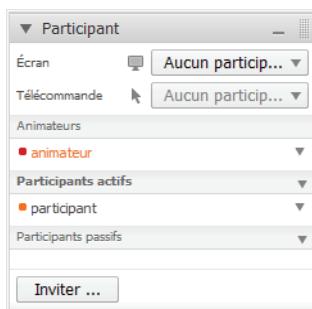 Participant
Écran Aucun particip...
Télécommande Aucun particip...
Animateurs
animateur
Participants actifs
participant
Participants passifs
Inviter ...